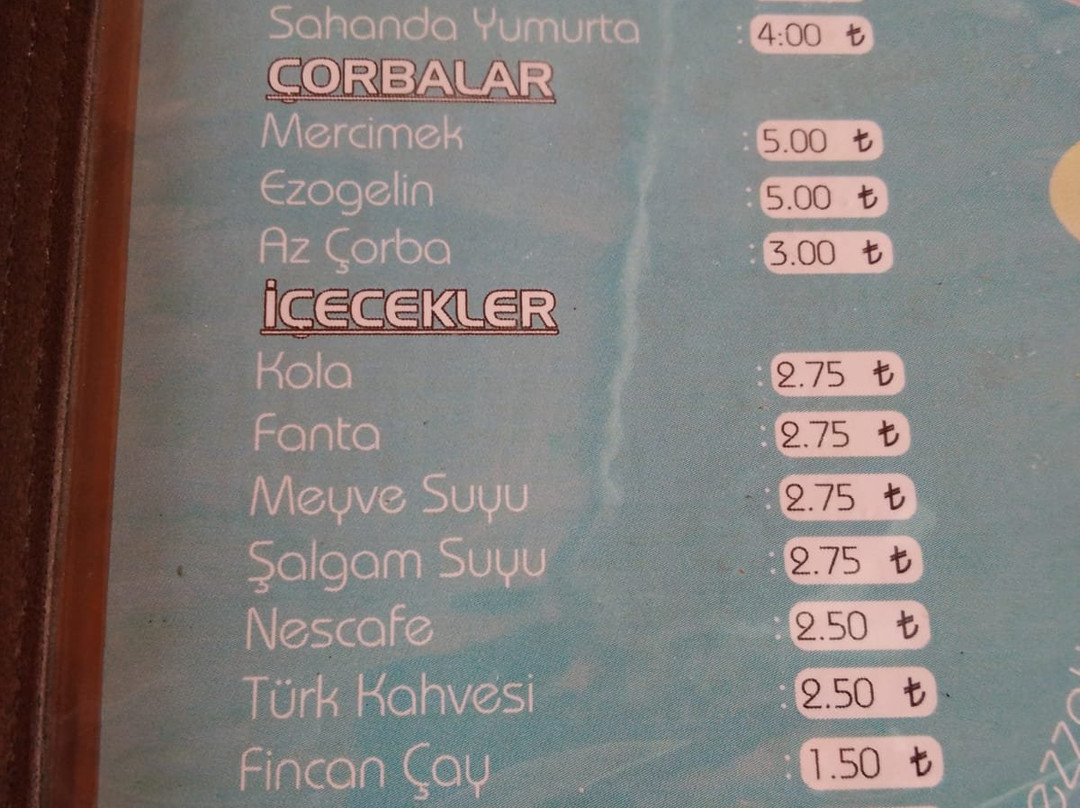 Sahanda Yumurta : 4:00 ₺
ÇORBALAR
Mercimek : 5.00 ₺
Ezogelin : 5.00 ₺
Az Çorba : 3.00 ₺
İÇECEKLER
Kola : 2.75 ₺
Fanta : 2.75 ₺
Meyve Suyu : 2.75 ₺
Şalgam Suyu : 2.75 ₺
Nescafe : 2.50 ₺
Türk Kahvesi : 2.50 ₺
Fincan Çay : 1.50 ₺